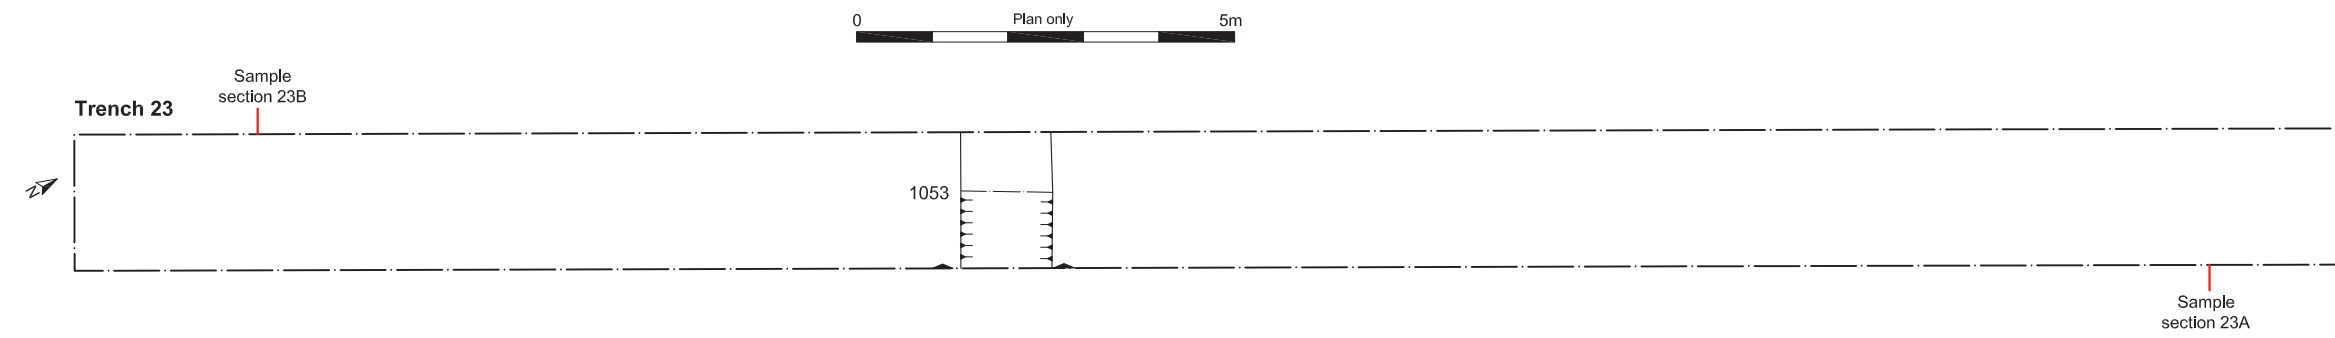 0 Plan only 5m
Sample
section 23B
Trench 23
N
1053
Sample
section 23A